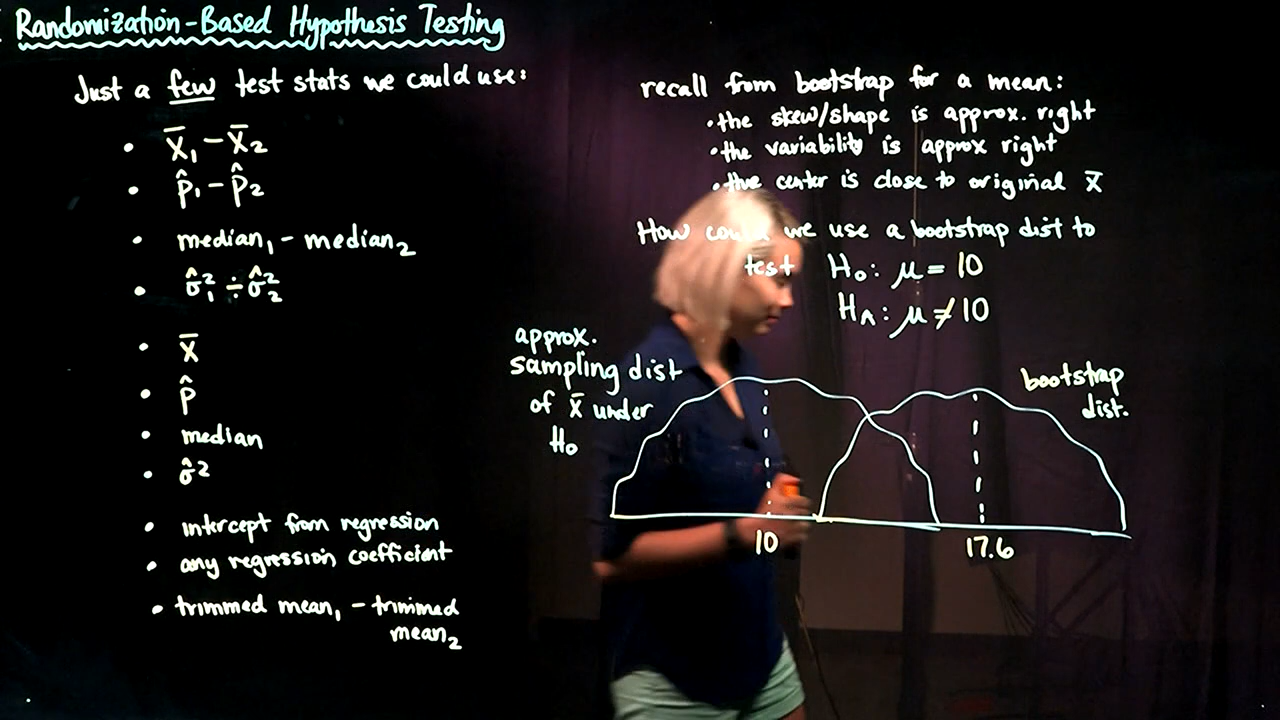 Randomization-Based Hypothesis Testing
Just a few test stats we could use:
• x̄₁ - x̄₂
• p̂₁ - p̂₂
• median₁ - median₂
• σ̂²₁ ÷ σ̂²₂
• x̄
• p̂
• median
• σ̂²
• intercept from regression
• any regression coefficient
• trimmed mean₁ - trimmed
mean₂
recall from bootstrap for a mean:
• the skew/shape is approx. right
• the variability is approx right
• the center is close to original x̄
How could we use a bootstrap dist to
test H₀: μ = 10
H_A: μ ≠ 10
approx.
sampling dist
of x̄ under
H₀
bootstrap
dist.
10
17.6